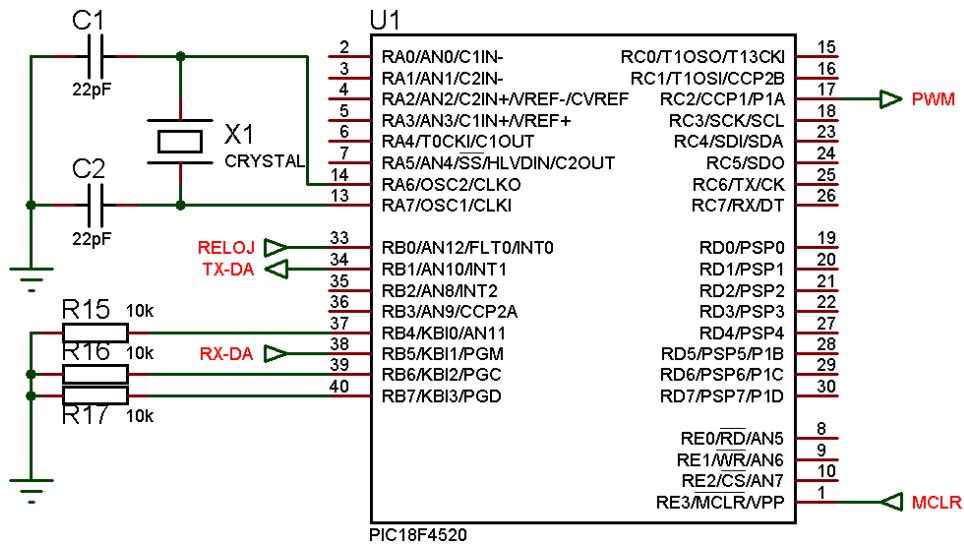 C1
22pF
X1
CRYSTAL
C2
22pF
RELOJ
TX-DA
R15 10k
R16 10k
RX-DA
R17 10k
U1
2 RA0/AN0/C1IN-
3 RA1/AN1/C2IN-
4 RA2/AN2/C2IN+/VREF-/CVREF
5 RA3/AN3/C1IN+/VREF+
6 RA4/T0CKI/C1OUT
7 RA5/AN4/SS/HLVDIN/C2OUT
14 RA6/OSC2/CLKO
13 RA7/OSC1/CLKI
33 RB0/AN12/FLT0/INT0
34 RB1/AN10/INT1
35 RB2/AN8/INT2
36 RB3/AN9/CCP2A
37 RB4/KBI0/AN11
38 RB5/KBI1/PGM
39 RB6/KBI2/PGC
40 RB7/KBI3/PGD
RC0/T1OSO/T13CKI 15
RC1/T1OSI/CCP2B 16
RC2/CCP1/P1A 17
RC3/SCK/SCL 18
RC4/SDI/SDA 23
RC5/SDO 24
RC6/TX/CK 25
RC7/RX/DT 26
RD0/PSP0 19
RD1/PSP1 20
RD2/PSP2 21
RD3/PSP3 22
RD4/PSP4 27
RD5/PSP5/P1B 28
RD6/PSP6/P1C 29
RD7/PSP7/P1D 30
RE0/RD/AN5 8
RE1/WR/AN6 9
RE2/CS/AN7 10
RE3/MCLR/VPP 1
PWM
MCLR
PIC18F4520